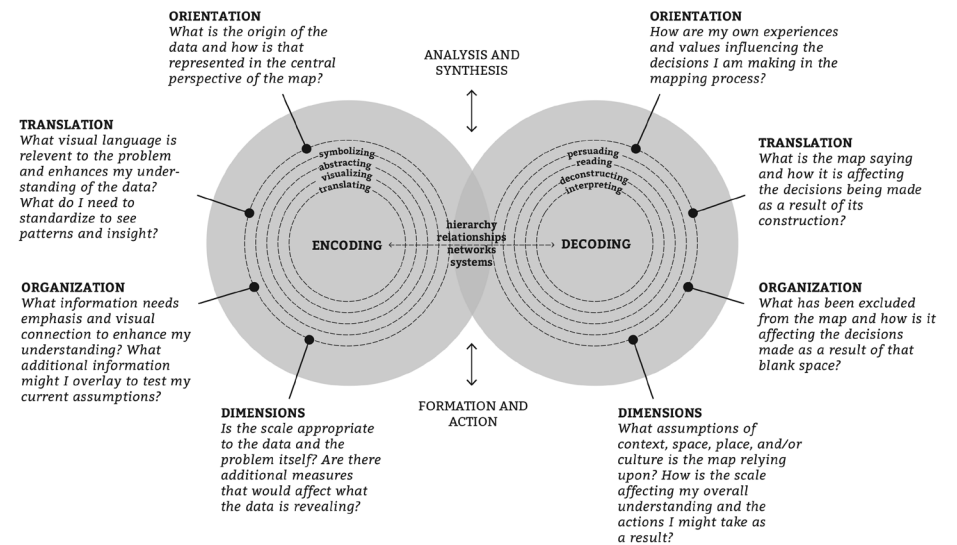 ORIENTATION
What is the origin of the
data and how is that
represented in the central
perspective of the map?
TRANSLATION
What visual language is
relevent to the problem
and enhances my under-
standing of the data?
What do I need to
standardize to see
patterns and insight?
ORGANIZATION
What information needs
emphasis and visual
connection to enhance my
understanding? What
additional information
might I overlay to test my
current assumptions?
DIMENSIONS
Is the scale appropriate
to the data and the
problem itself? Are there
additional measures
that would affect what
the data is revealing?
ANALYSIS AND
SYNTHESIS
symbolizing
abstracting
visualizing
translating
ENCODING
hierarchy
relationships
networks
systems
persuading
reading
deconstructing
interpreting
DECODING
FORMATION AND
ACTION
ORIENTATION
How are my own experiences
and values influencing the
decisions I am making in the
mapping process?
TRANSLATION
What is the map saying
and how it is affecting
the decisions being made
as a result of its
construction?
ORGANIZATION
What has been excluded
from the map and how is it
affecting the decisions
made as a result of that
blank space?
DIMENSIONS
What assumptions of
context, space, place, and/or
culture is the map relying
upon? How is the scale
affecting my overall
understanding and the
actions I might take as
a result?